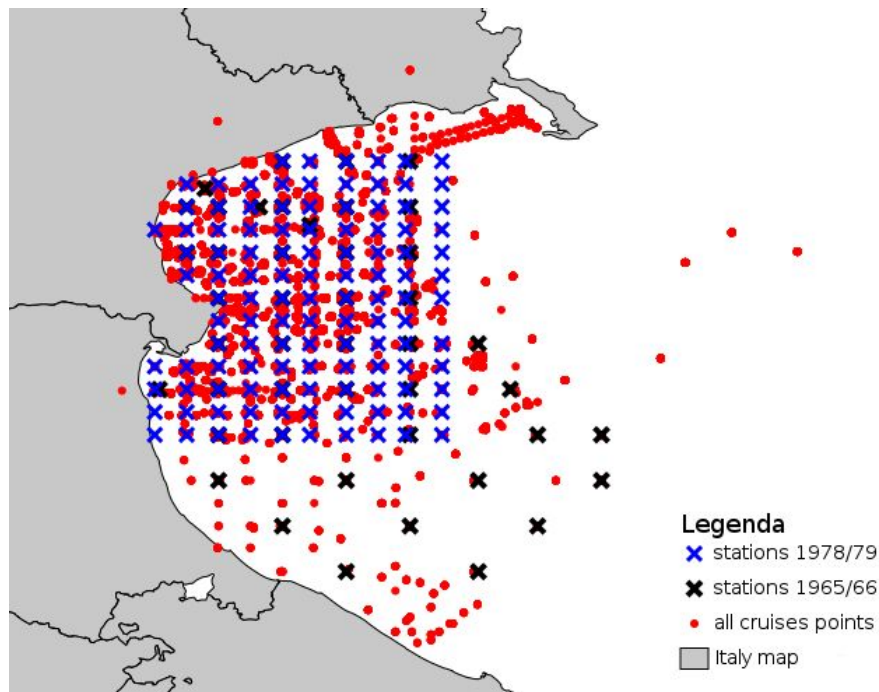 Legenda
stations 1978/79
stations 1965/66
all cruises points
Italy map